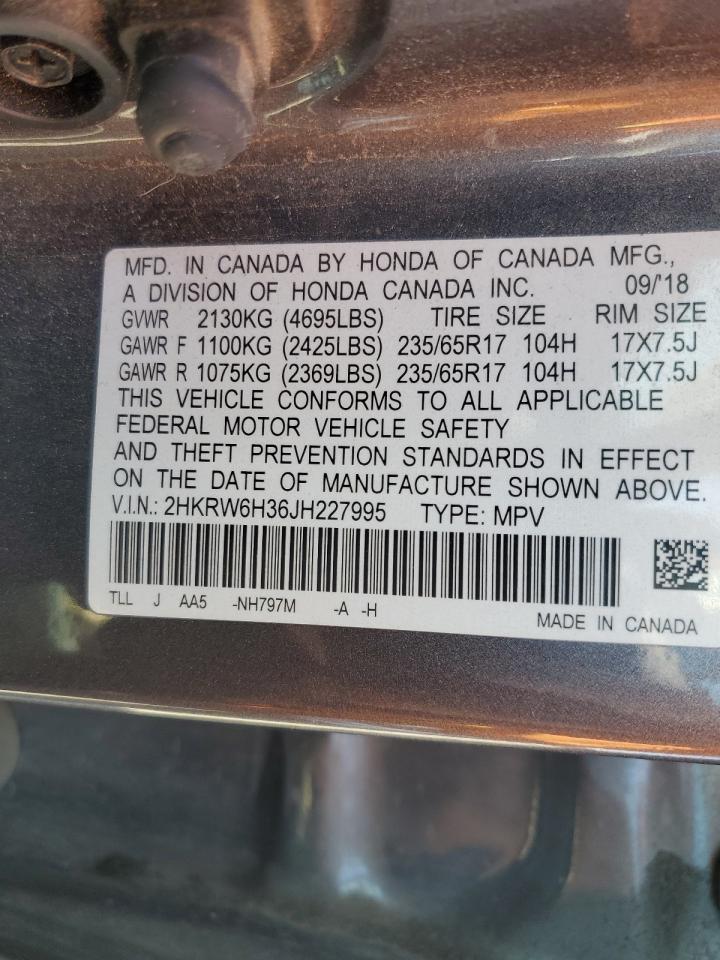 MFD. IN CANADA BY HONDA OF CANADA MFG.,
A DIVISION OF HONDA CANADA INC. 09/'18
GVWR 2130KG (4695LBS) TIRE SIZE RIM SIZE
GAWR F 1100KG (2425LBS) 235/65R17 104H 17X7.5J
GAWR R 1075KG (2369LBS) 235/65R17 104H 17X7.5J
THIS VEHICLE CONFORMS TO ALL APPLICABLE
FEDERAL MOTOR VEHICLE SAFETY
AND THEFT PREVENTION STANDARDS IN EFFECT
ON THE DATE OF MANUFACTURE SHOWN ABOVE.
V.I.N.: 2HKRW6H36JH227995 TYPE: MPV
TLL J AA5 -NH797M -A -H
MADE IN CANADA